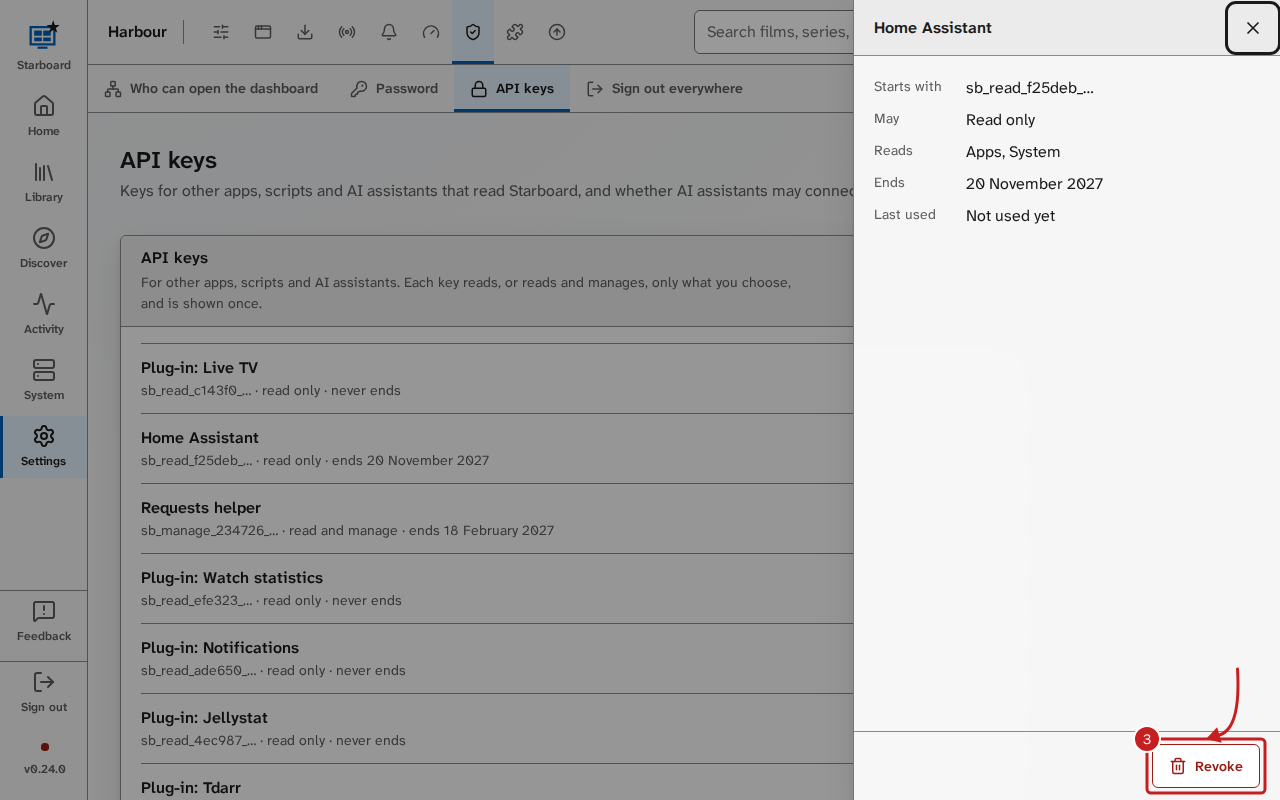 Starboard
Home
Library
Discover
Activity
System
Settings
Feedback
Sign out
v0.24.0
Harbour
Search films, series,
Who can open the dashboard
Password
API keys
Sign out everywhere
API keys
Keys for other apps, scripts and AI assistants that read Starboard, and whether AI assistants may connec
API keys
For other apps, scripts and AI assistants. Each key reads, or reads and manages, only what you choose,
and is shown once.
Plug-in: Live TV
sb_read_c143f0_… · read only · never ends
Home Assistant
sb_read_f25deb_… · read only · ends 20 November 2027
Requests helper
sb_manage_234726_… · read and manage · ends 18 February 2027
Plug-in: Watch statistics
sb_read_efe323_… · read only · never ends
Plug-in: Notifications
sb_read_ade650_… · read only · never ends
Plug-in: Jellystat
sb_read_4ec987_… · read only · never ends
Plug-in: Tdarr
Home Assistant
Starts with sb_read_f25deb_…
May Read only
Reads Apps, System
Ends 20 November 2027
Last used Not used yet
3
Revoke